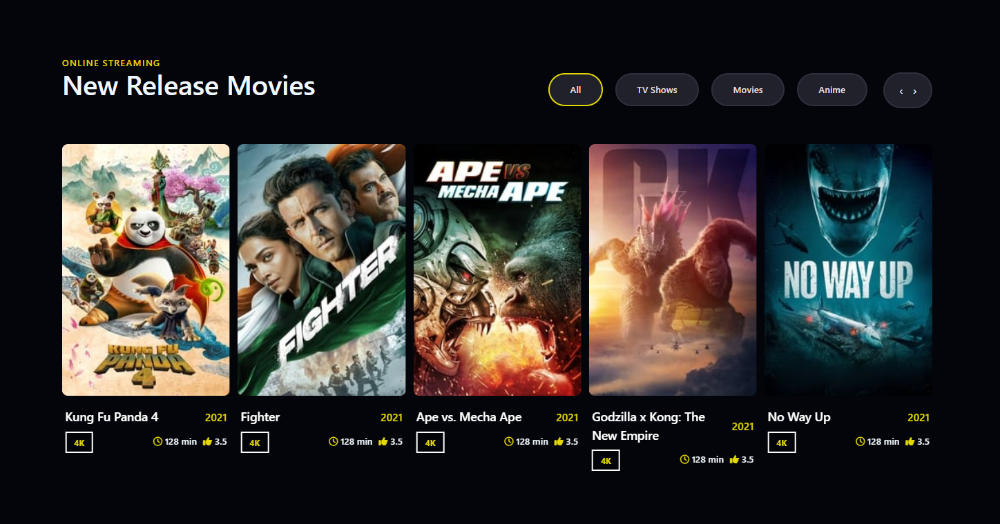 ONLINE STREAMING
New Release Movies
All
TV Shows
Movies
Anime
‹ ›
KUNG FU
PANDA
4
FIGHTER
APE VS
MECHA APE
GK
NO WAY UP
Kung Fu Panda 4
2021
4K
128 min
3.5
Fighter
2021
4K
128 min
3.5
Ape vs. Mecha Ape
2021
4K
128 min
3.5
Godzilla x Kong: The
New Empire
2021
4K
128 min
3.5
No Way Up
2021
4K
128 min
3.5